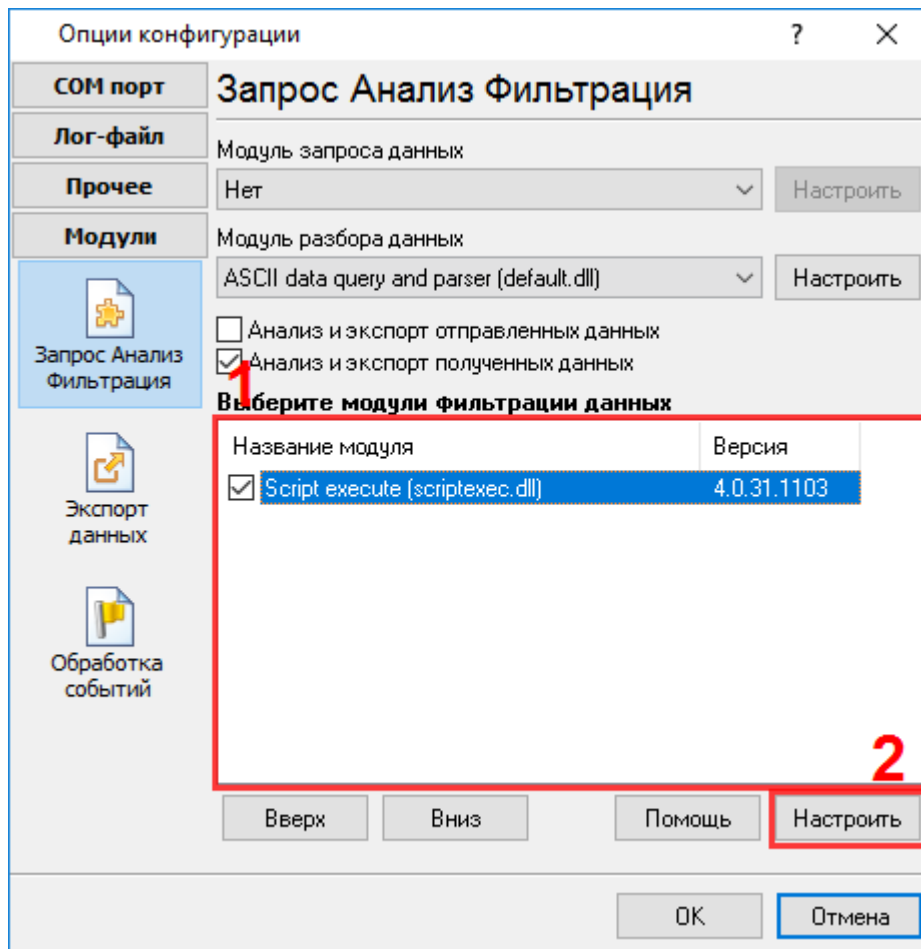 Опции конфигурации
?
COM порт
Лог-файл
Прочее
Модули
Запрос Анализ
Фильтрация
Экспорт
данных
Обработка
событий
Запрос Анализ Фильтрация
Модуль запроса данных
Нет
Настроить
Модуль разбора данных
ASCII data query and parser (default.dll)
Настроить
Анализ и экспорт отправленных данных
Анализ и экспорт полученных данных
1
Выберите модули фильтрации данных
Название модуля Версия
Script execute (scriptexec.dll) 4.0.31.1103
2
Вверх Вниз Помощь Настроить
OK Отмена